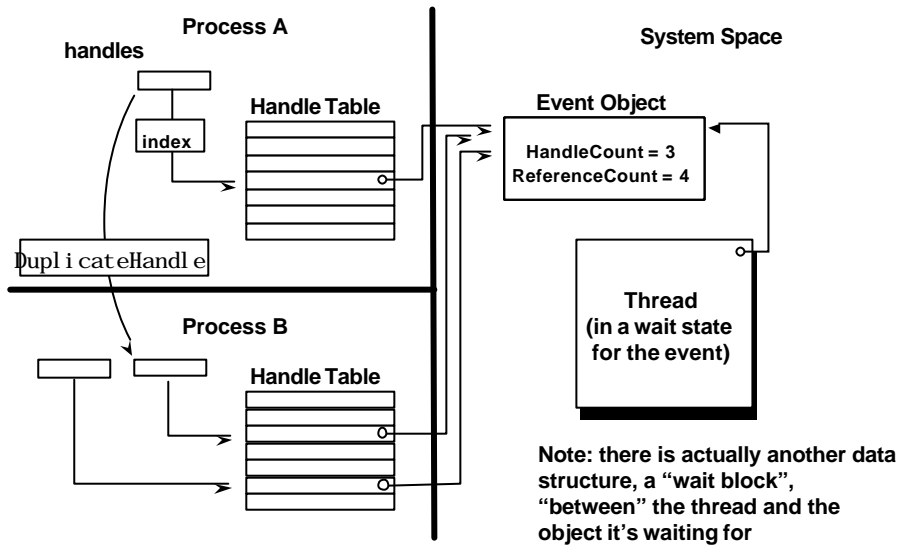 Process A
System Space
handles
Handle Table
Event Object
index
HandleCount = 3
ReferenceCount = 4
DuplicateHandle
Thread
(in a wait state
for the event)
Process B
Handle Table
Note: there is actually another data
structure, a “wait block”,
“between” the thread and the
object it’s waiting for